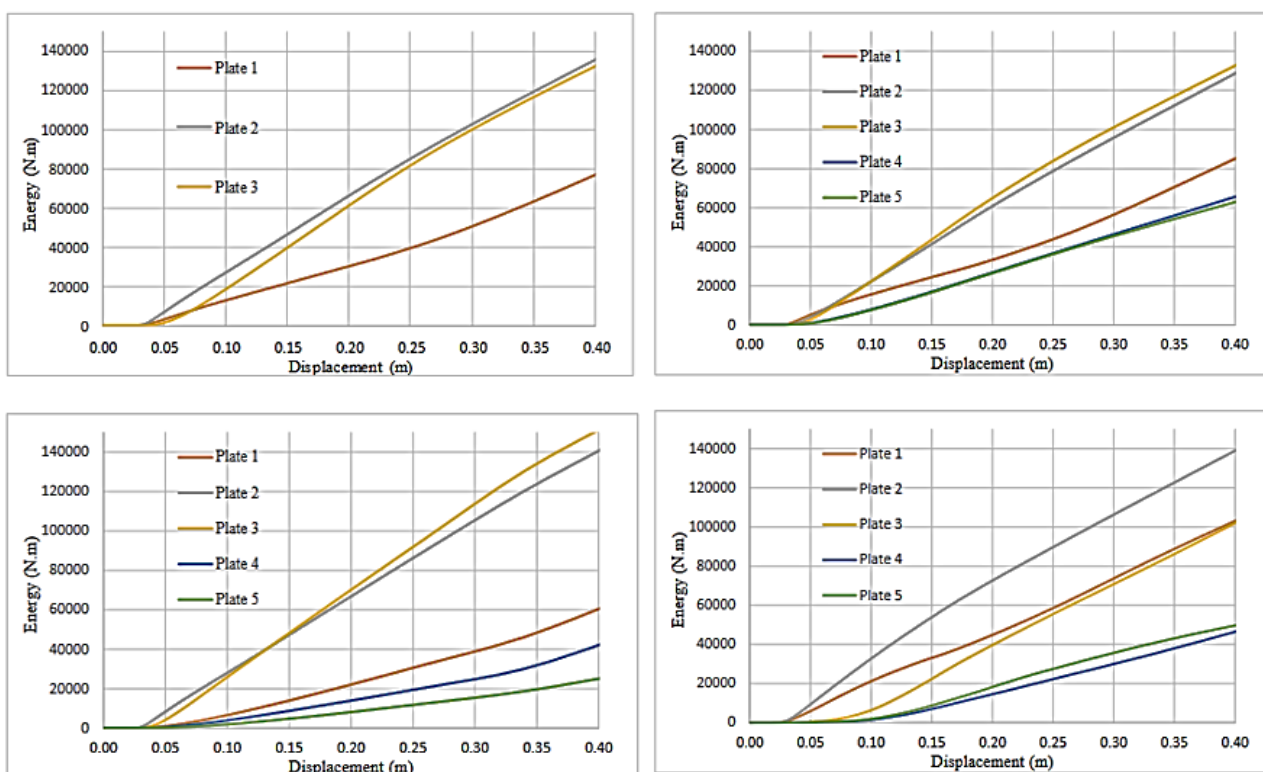 140000
120000
100000
80000
60000
40000
20000
0
Energy (N.m)
Plate 1
Plate 2
Plate 3
0.00 0.05 0.10 0.15 0.20 0.25 0.30 0.35 0.40
Displacement (m)
140000
120000
100000
80000
60000
40000
20000
0
Energy (N.m)
Plate 1
Plate 2
Plate 3
Plate 4
Plate 5
0.00 0.05 0.10 0.15 0.20 0.25 0.30 0.35 0.40
Displacement (m)
140000
120000
100000
80000
60000
40000
20000
0
Energy (N.m)
Plate 1
Plate 2
Plate 3
Plate 4
Plate 5
0.00 0.05 0.10 0.15 0.20 0.25 0.30 0.35 0.40
Displacement (m)
140000
120000
100000
80000
60000
40000
20000
0
Energy (N.m)
Plate 1
Plate 2
Plate 3
Plate 4
Plate 5
0.00 0.05 0.10 0.15 0.20 0.25 0.30 0.35 0.40
Displacement (m)